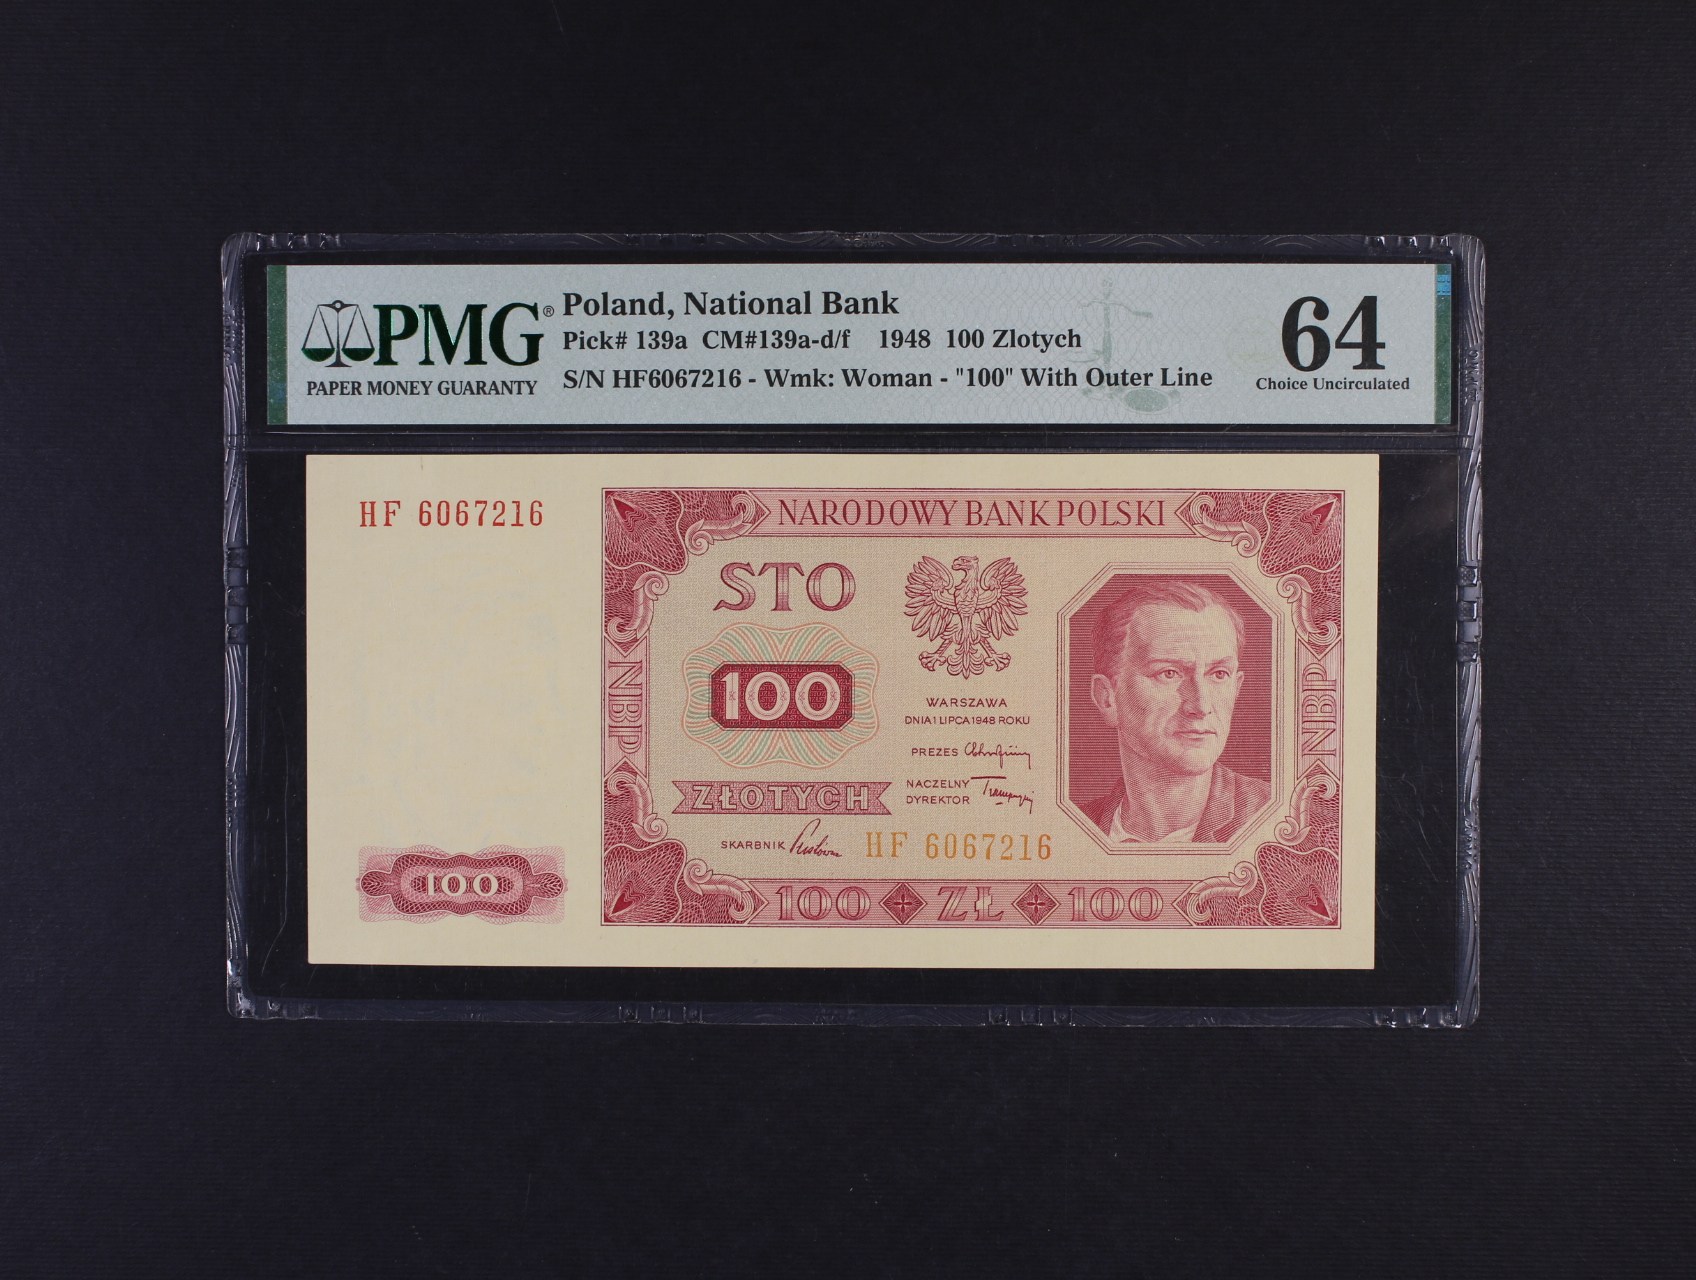 PMG®
PAPER MONEY GUARANTY
Poland, National Bank
Pick# 139a CM#139a-d/f 1948 100 Zlotych
S/N HF6067216 - Wmk: Woman - "100" With Outer Line
64
Choice Uncirculated
HF 6067216
NARODOWY BANK POLSKI
STO
100
ZŁOTYCH
WARSZAWA
DNIA 1 LIPCA 1948 ROKU
PREZES
NACZELNY
DYREKTOR
SKARBNIK
HF 6067216
NBP
NBP
100
100 ZŁ 100